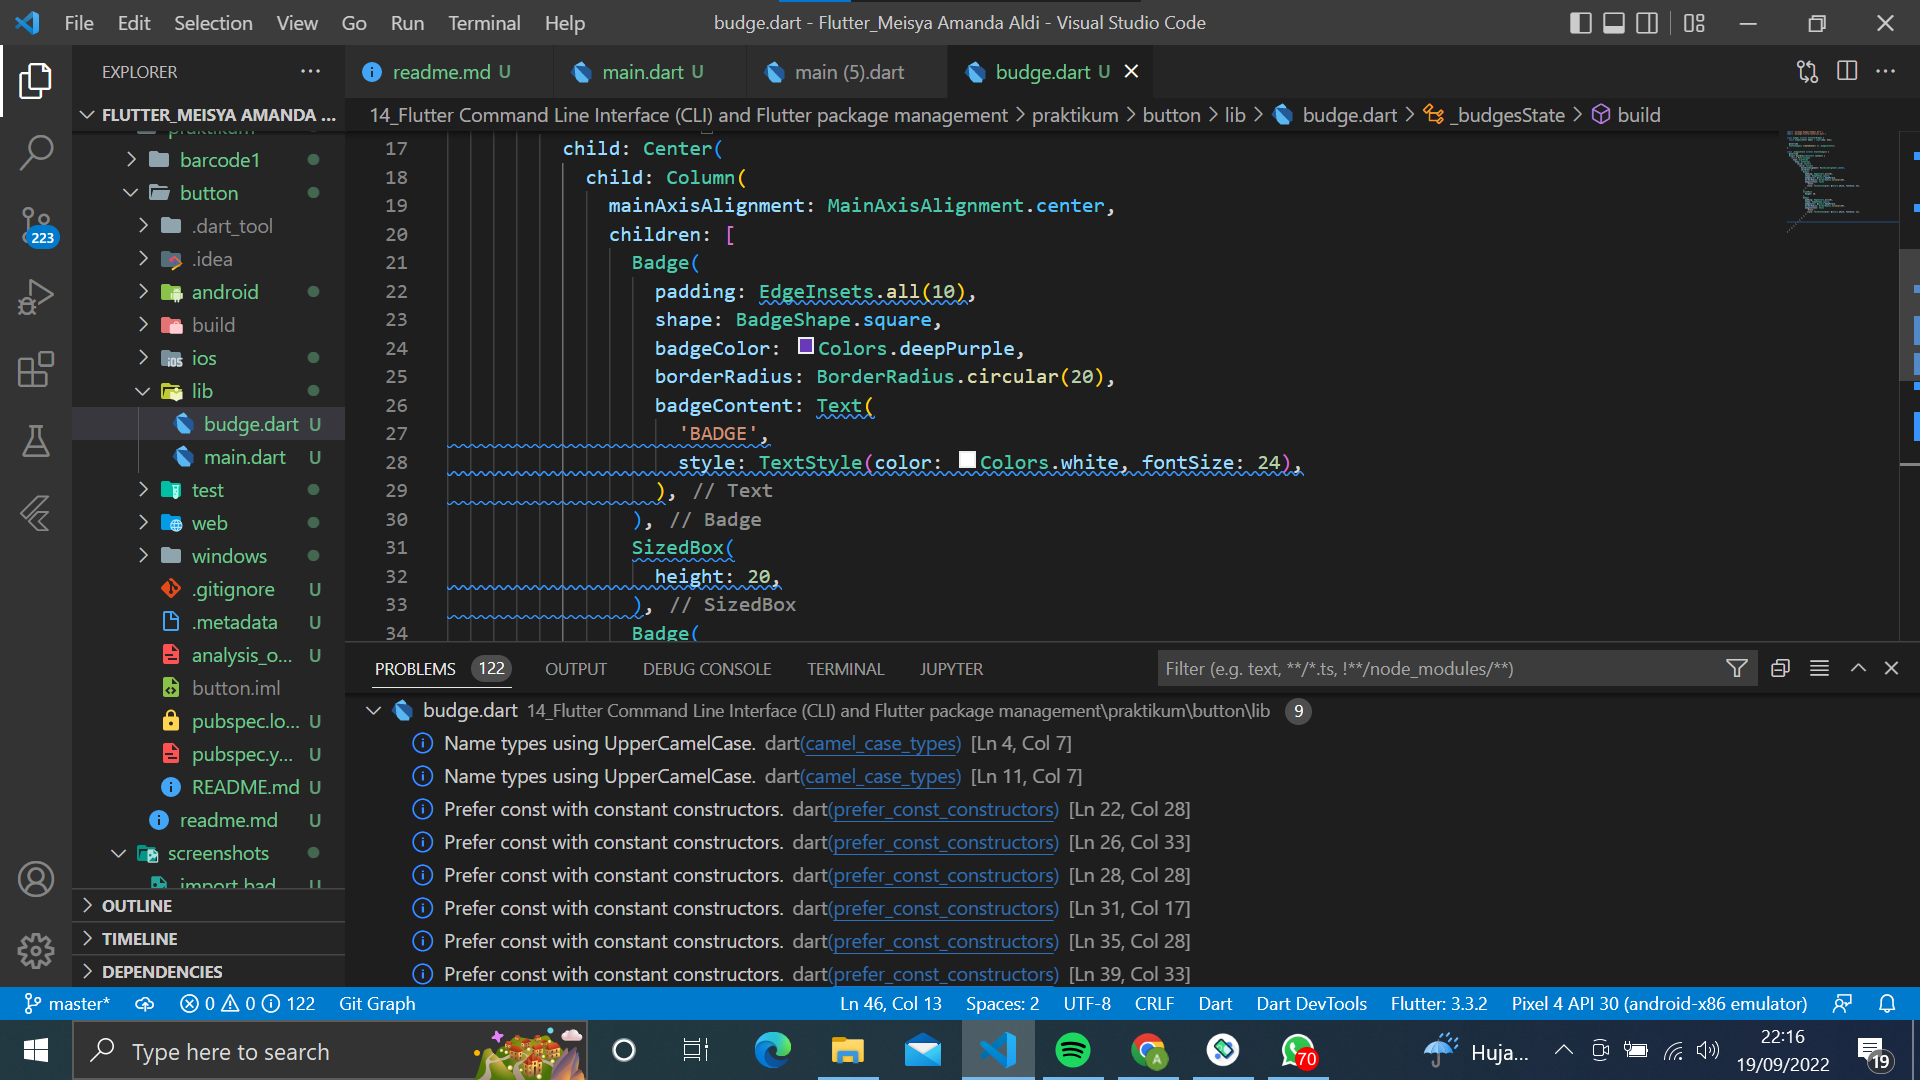 File Edit Selection View Go Run Terminal Help
budge.dart - Flutter_Meisya Amanda Aldi - Visual Studio Code
EXPLORER
readme.md U
main.dart U
main (5).dart
budge.dart U
FLUTTER_MEISYA AMANDA ...
14_Flutter Command Line Interface (CLI) and Flutter package management > praktikum > button > lib > budge.dart > _budgesState > build
praktikum
barcode1
button
.dart_tool
.idea
android
build
ios
lib
budge.dart U
main.dart U
test
web
windows
.gitignore U
.metadata U
analysis_o... U
button.iml
pubspec.lo... U
pubspec.y... U
README.md U
readme.md U
screenshots
import bad U
OUTLINE
TIMELINE
DEPENDENCIES
223
17 child: Center(
18 child: Column(
19 mainAxisAlignment: MainAxisAlignment.center,
20 children: [
21 Badge(
22 padding: EdgeInsets.all(10),
23 shape: BadgeShape.square,
24 badgeColor: Colors.deepPurple,
25 borderRadius: BorderRadius.circular(20),
26 badgeContent: Text(
27 'BADGE',
28 style: TextStyle(color: Colors.white, fontSize: 24),
29 ), // Text
30 ), // Badge
31 SizedBox(
32 height: 20,
33 ), // SizedBox
34 Badge(
PROBLEMS 122 OUTPUT DEBUG CONSOLE TERMINAL JUPYTER
Filter (e.g. text, **/*.ts, !**/node_modules/**)
budge.dart 14_Flutter Command Line Interface (CLI) and Flutter package management\praktikum\button\lib 9
Name types using UpperCamelCase. dart(camel_case_types) [Ln 4, Col 7]
Name types using UpperCamelCase. dart(camel_case_types) [Ln 11, Col 7]
Prefer const with constant constructors. dart(prefer_const_constructors) [Ln 22, Col 28]
Prefer const with constant constructors. dart(prefer_const_constructors) [Ln 26, Col 33]
Prefer const with constant constructors. dart(prefer_const_constructors) [Ln 28, Col 28]
Prefer const with constant constructors. dart(prefer_const_constructors) [Ln 31, Col 17]
Prefer const with constant constructors. dart(prefer_const_constructors) [Ln 35, Col 28]
Prefer const with constant constructors. dart(prefer_const_constructors) [Ln 39, Col 33]
master* 0 0 122 Git Graph
Ln 46, Col 13 Spaces: 2 UTF-8 CRLF Dart Dart DevTools Flutter: 3.3.2 Pixel 4 API 30 (android-x86 emulator)
Type here to search
70
Huja...
22:16
19/09/2022
19